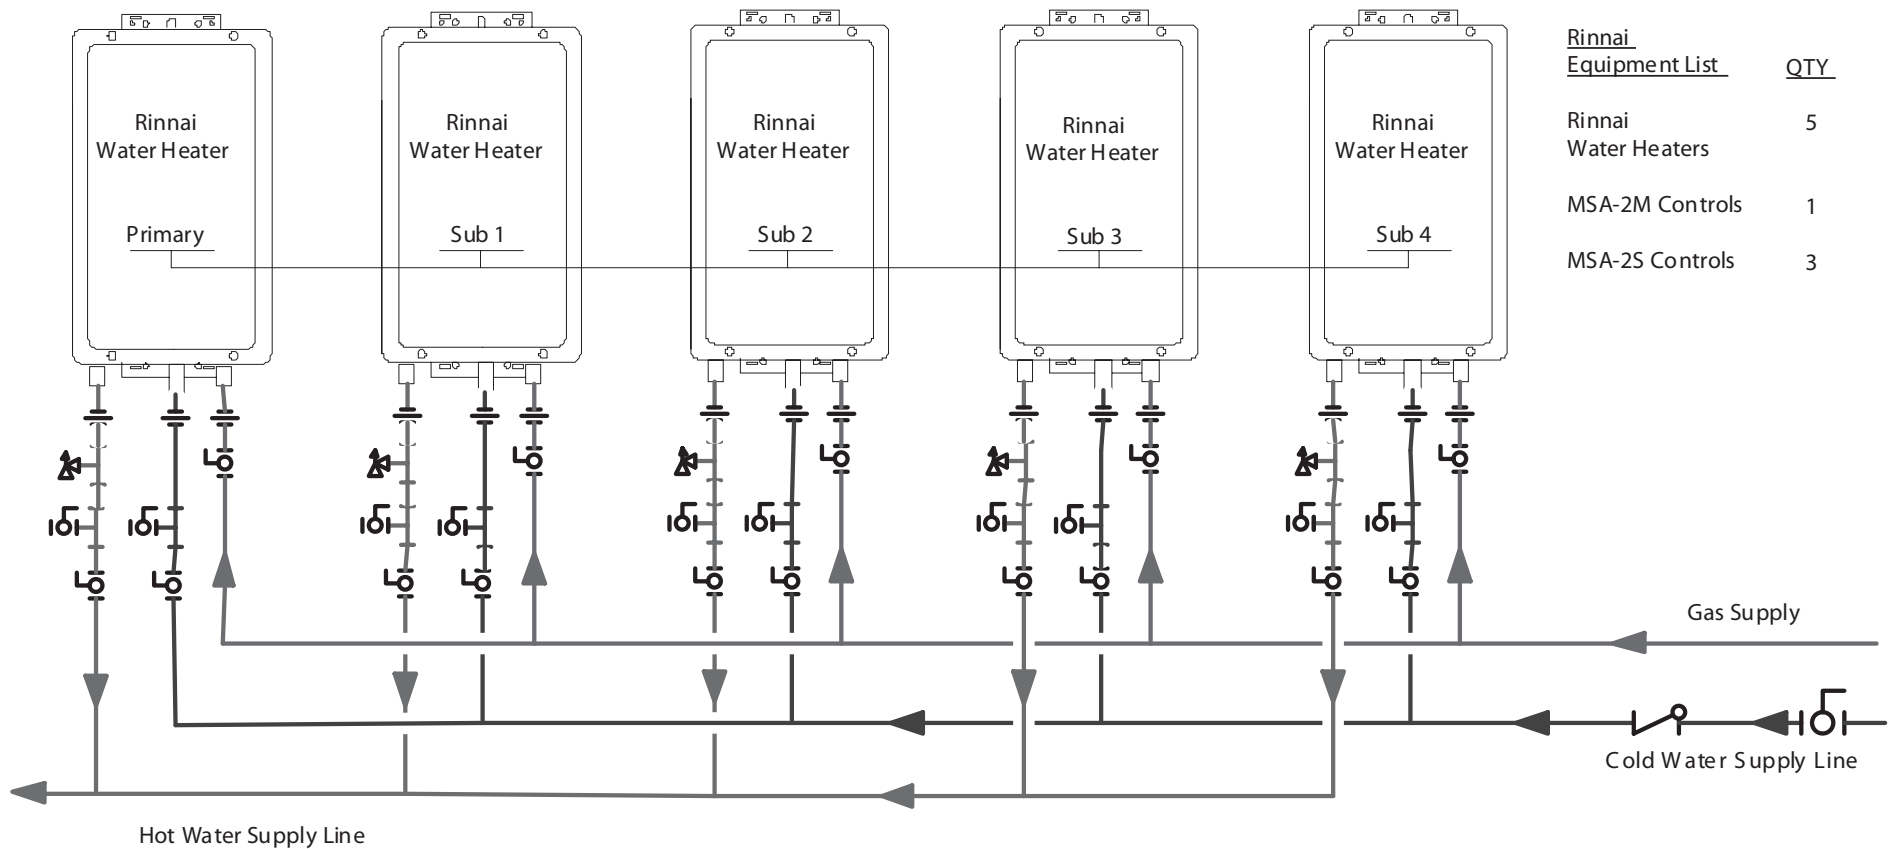 Rinnai
Water Heater
Primary
Rinnai
Water Heater
Sub 1
Rinnai
Water Heater
Sub 2
Rinnai
Water Heater
Sub 3
Rinnai
Water Heater
Sub 4
Rinnai
Equipment List QTY
Rinnai 5
Water Heaters
MSA-2M Controls 1
MSA-2S Controls 3
Gas Supply
Cold Water Supply Line
Hot Water Supply Line